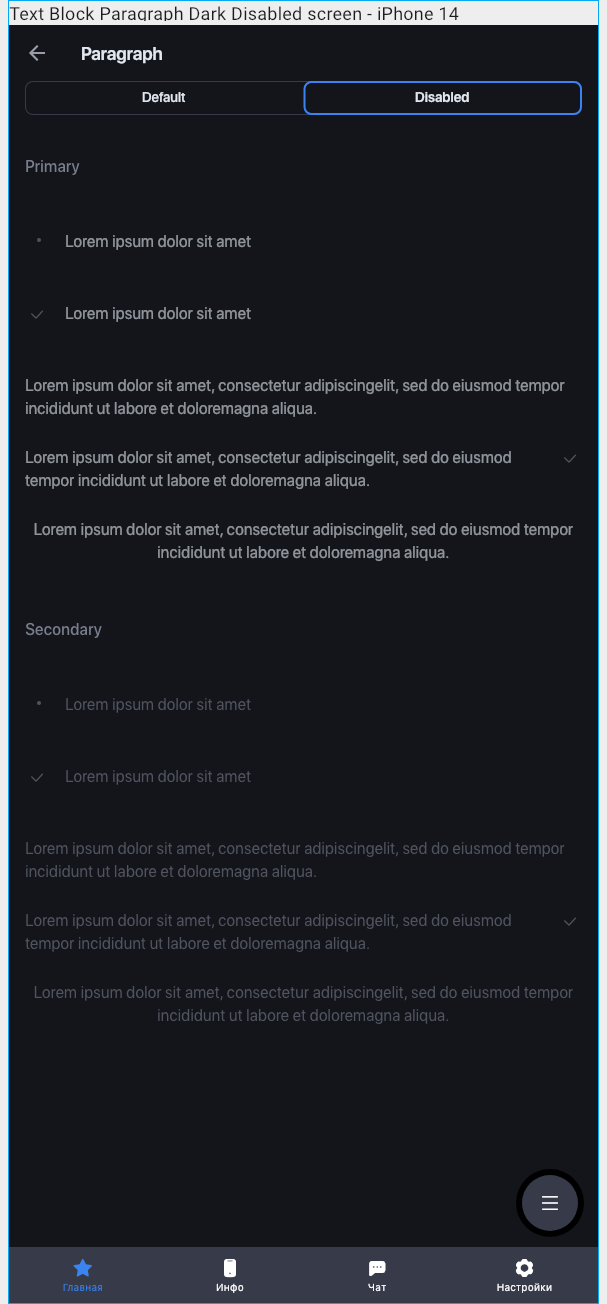 Text Block Paragraph Dark Disabled screen - iPhone 14
Paragraph
Default
Disabled
Primary
Lorem ipsum dolor sit amet
Lorem ipsum dolor sit amet
Lorem ipsum dolor sit amet, consectetur adipiscingelit, sed do eiusmod tempor
incididunt ut labore et doloremagna aliqua.
Lorem ipsum dolor sit amet, consectetur adipiscingelit, sed do eiusmod
tempor incididunt ut labore et doloremagna aliqua.
Lorem ipsum dolor sit amet, consectetur adipiscingelit, sed do eiusmod tempor
incididunt ut labore et doloremagna aliqua.
Secondary
Lorem ipsum dolor sit amet
Lorem ipsum dolor sit amet
Lorem ipsum dolor sit amet, consectetur adipiscingelit, sed do eiusmod tempor
incididunt ut labore et doloremagna aliqua.
Lorem ipsum dolor sit amet, consectetur adipiscingelit, sed do eiusmod
tempor incididunt ut labore et doloremagna aliqua.
Lorem ipsum dolor sit amet, consectetur adipiscingelit, sed do eiusmod tempor
incididunt ut labore et doloremagna aliqua.
Главная
Инфо
Чат
Настройки